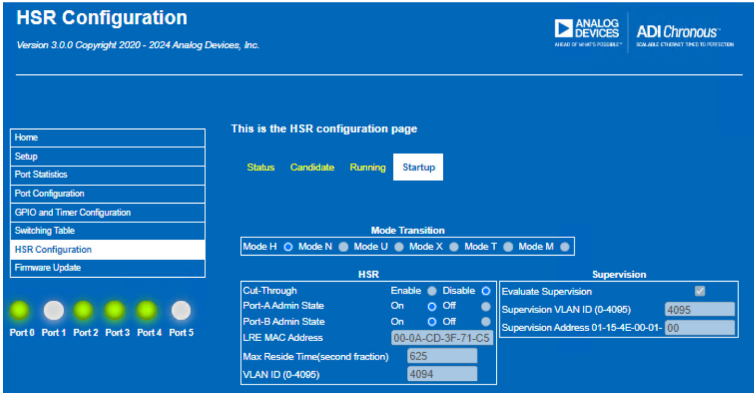 HSR Configuration
Version 3.0.0 Copyright 2020 - 2024 Analog Devices, Inc.
ANALOG
DEVICES
AHEAD OF WHAT'S POSSIBLE™
ADI Chronous™
SCALABLE ETHERNET TIMED TO PERFECTION
Home
Setup
Port Statistics
Port Configuration
GPIO and Timer Configuration
Switching Table
HSR Configuration
Firmware Update
Port 0 Port 1 Port 2 Port 3 Port 4 Port 5
This is the HSR configuration page
Status Candidate Running Startup
Mode Transition
Mode H Mode N Mode U Mode X Mode T Mode M
HSR
Cut-Through Enable Disable
Port-A Admin State On Off
Port-B Admin State On Off
LRE MAC Address 00-0A-CD-3F-71-C5
Max Reside Time(second fraction) 625
VLAN ID (0-4095) 4094
Supervision
Evaluate Supervision
Supervision VLAN ID (0-4095) 4095
Supervision Address 01-15-4E-00-01- 00